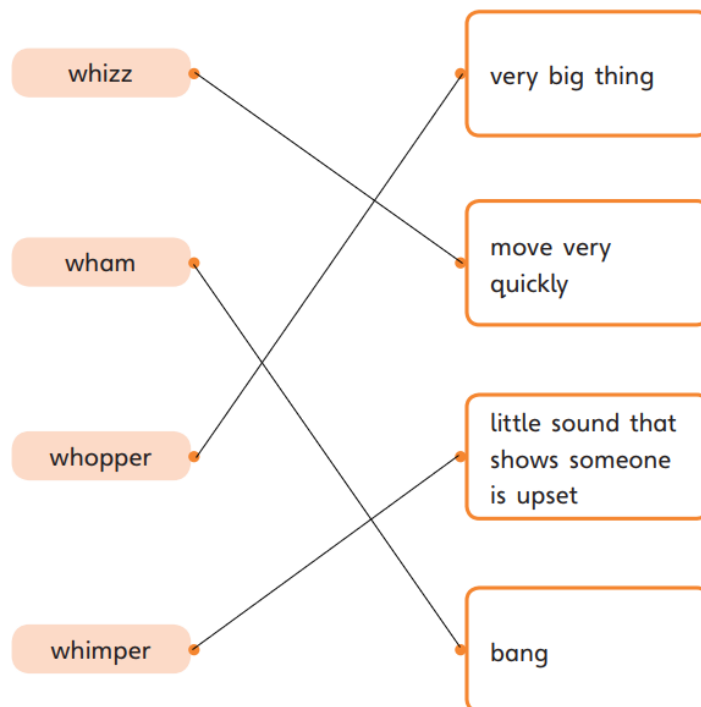 whizz
very big thing
wham
move very
quickly
whopper
little sound that
shows someone
is upset
whimper
bang